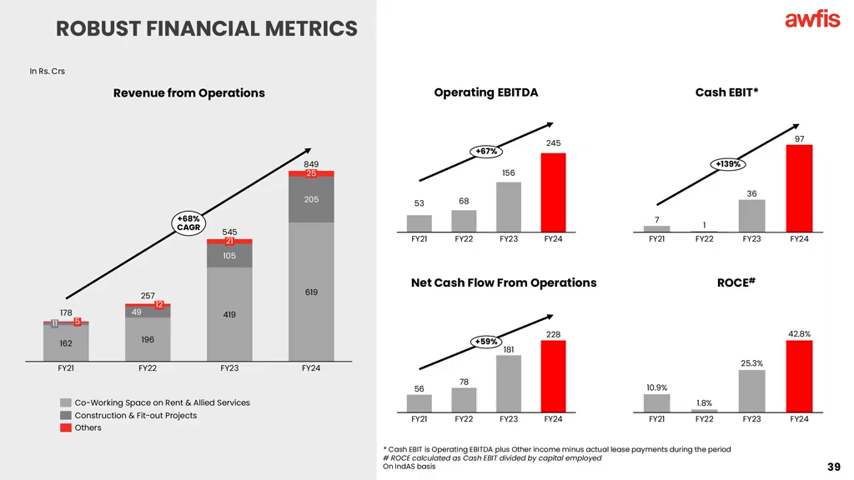 ROBUST FINANCIAL METRICS
awfis
In Rs. Crs
Revenue from Operations
849
25
205
619
+68%
CAGR
545
21
105
419
257
12
49
196
178
11
5
162
FY21 FY22 FY23 FY24
Co-Working Space on Rent & Allied Services
Construction & Fit-out Projects
Others
Operating EBITDA
+67%
53 68 156 245
FY21 FY22 FY23 FY24
Cash EBIT*
+139%
7 1 36 97
FY21 FY22 FY23 FY24
Net Cash Flow From Operations
+59%
56 78 181 228
FY21 FY22 FY23 FY24
ROCE#
10.9% 1.8% 25.3% 42.8%
FY21 FY22 FY23 FY24
* Cash EBIT is Operating EBITDA plus Other income minus actual lease payments during the period
# ROCE calculated as Cash EBIT divided by capital employed
On IndAS basis
39